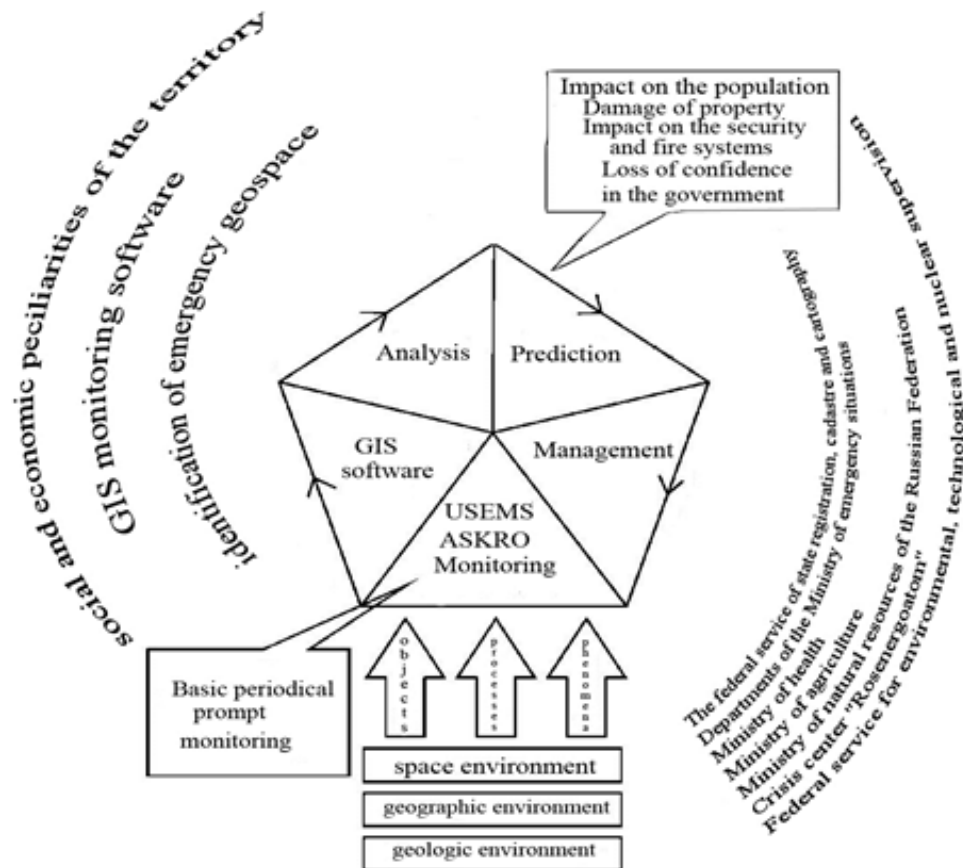 social and economic peciliarities of the territory
GIS monitoring software
identification of emergency geospace
Impact on the population
Damage of property
Impact on the security
and fire systems
Loss of confidence
in the government
Analysis
Prediction
GIS
software
Management
USEMS
ASKRO
Monitoring
Basic periodical
prompt
monitoring
objects
processes
phenomena
space environment
geographic environment
geologic environment
The federal service of state registration, cadastre and cartography
Departments of the Ministry of emergency situations
Ministry of health
Ministry of agriculture
Ministry of natural resources of the Russian Federation
Crisis center "Rosenergoatom"
Federal service for environmental, technological and nuclear supervision